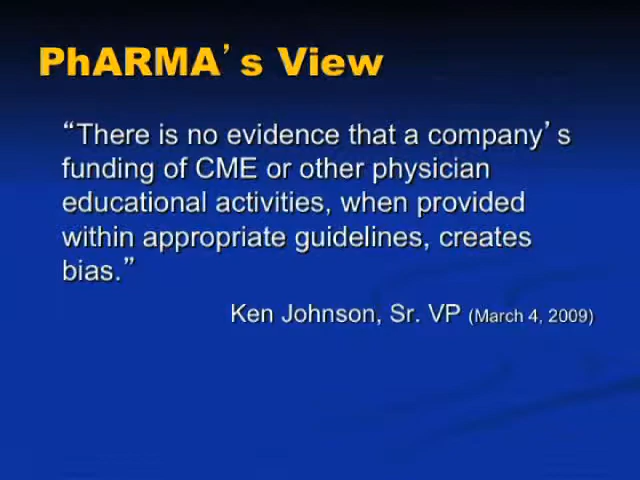 PhARMA’s View
“There is no evidence that a company’s
funding of CME or other physician
educational activities, when provided
within appropriate guidelines, creates
bias.”
Ken Johnson, Sr. VP (March 4, 2009)